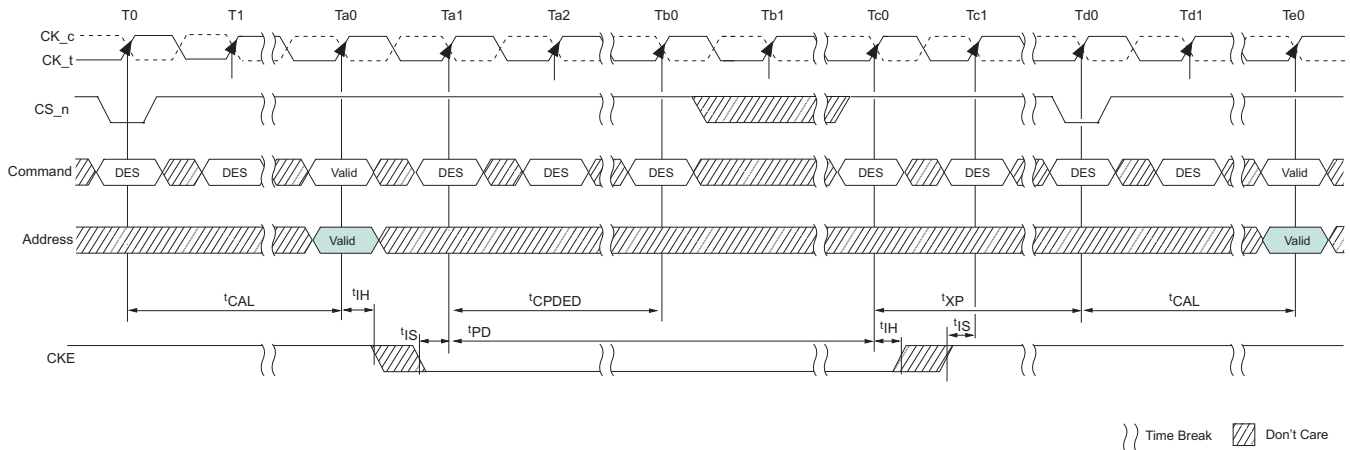 T0 T1 Ta0 Ta1 Ta2 Tb0 Tb1 Tc0 Tc1 Td0 Td1 Te0
CK_c
CK_t
CS_n
Command DES DES Valid DES DES DES DES DES DES DES Valid
Address Valid Valid
tCAL tIH tCPDED tXP tCAL
tIS tPD tIH tIS
CKE
Time Break Don't Care